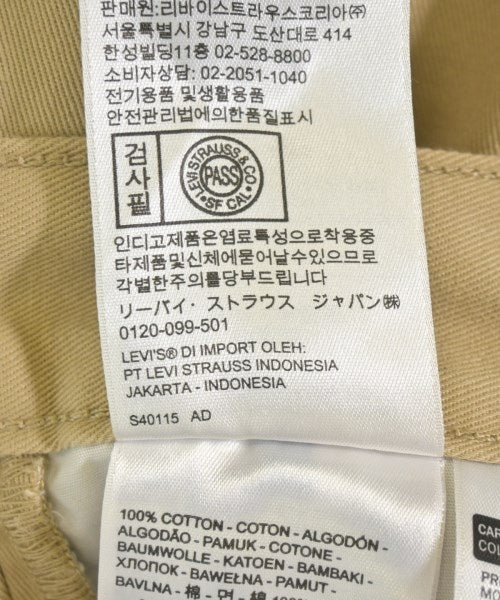 판매원:리바이스트라우스코리아㈜
서울특별시 강남구 도산대로 414
한성빌딩11층 02-528-8800
소비자상담: 02-2051-1040
전기용품 및생활용품
안전관리법에의한품질표시
검사필
LEVI STRAUSS & CO
PASS
SF CAL
인디고제품은염료특성으로착용중
타제품및신체에묻어날수있으므로
각별한주의를당부드립니다
リーバイ・ストラウス ジャパン㈱
0120-099-501
LEVI'S® DI IMPORT OLEH:
PT LEVI STRAUSS INDONESIA
JAKARTA - INDONESIA
S40115 AD
100% COTTON - COTON - ALGODÓN -
ALGODÃO - PAMUK - COTONE -
BAUMWOLLE - KATOEN - BAMBAKI -
ХЛОПОК - BAWEŁNA - PAMUT -
BAVLNA - 棉 - 면 - 綿 -